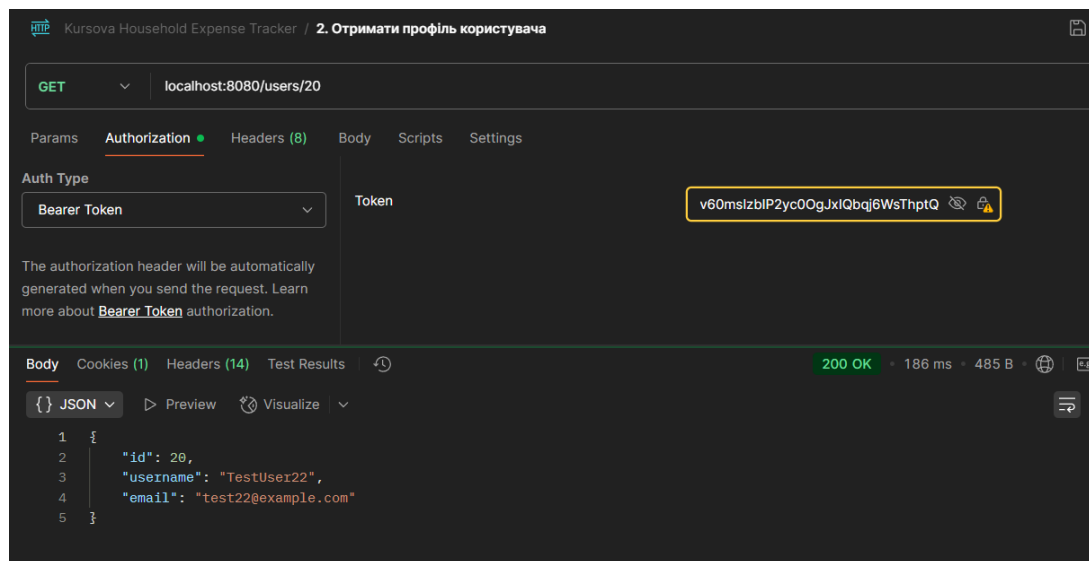 HTTP Kursova Household Expense Tracker / 2. Отримати профіль користувача
GET localhost:8080/users/20
Params Authorization Headers (8) Body Scripts Settings
Auth Type
Bearer Token
Token
v60mslzbIP2yc0OgJxIQbqj6WsThptQ
The authorization header will be automatically
generated when you send the request. Learn
more about Bearer Token authorization.
Body Cookies (1) Headers (14) Test Results
200 OK • 186 ms • 485 B
{} JSON Preview Visualize
1 {
2 "id": 20,
3 "username": "TestUser22",
4 "email": "test22@example.com"
5 }